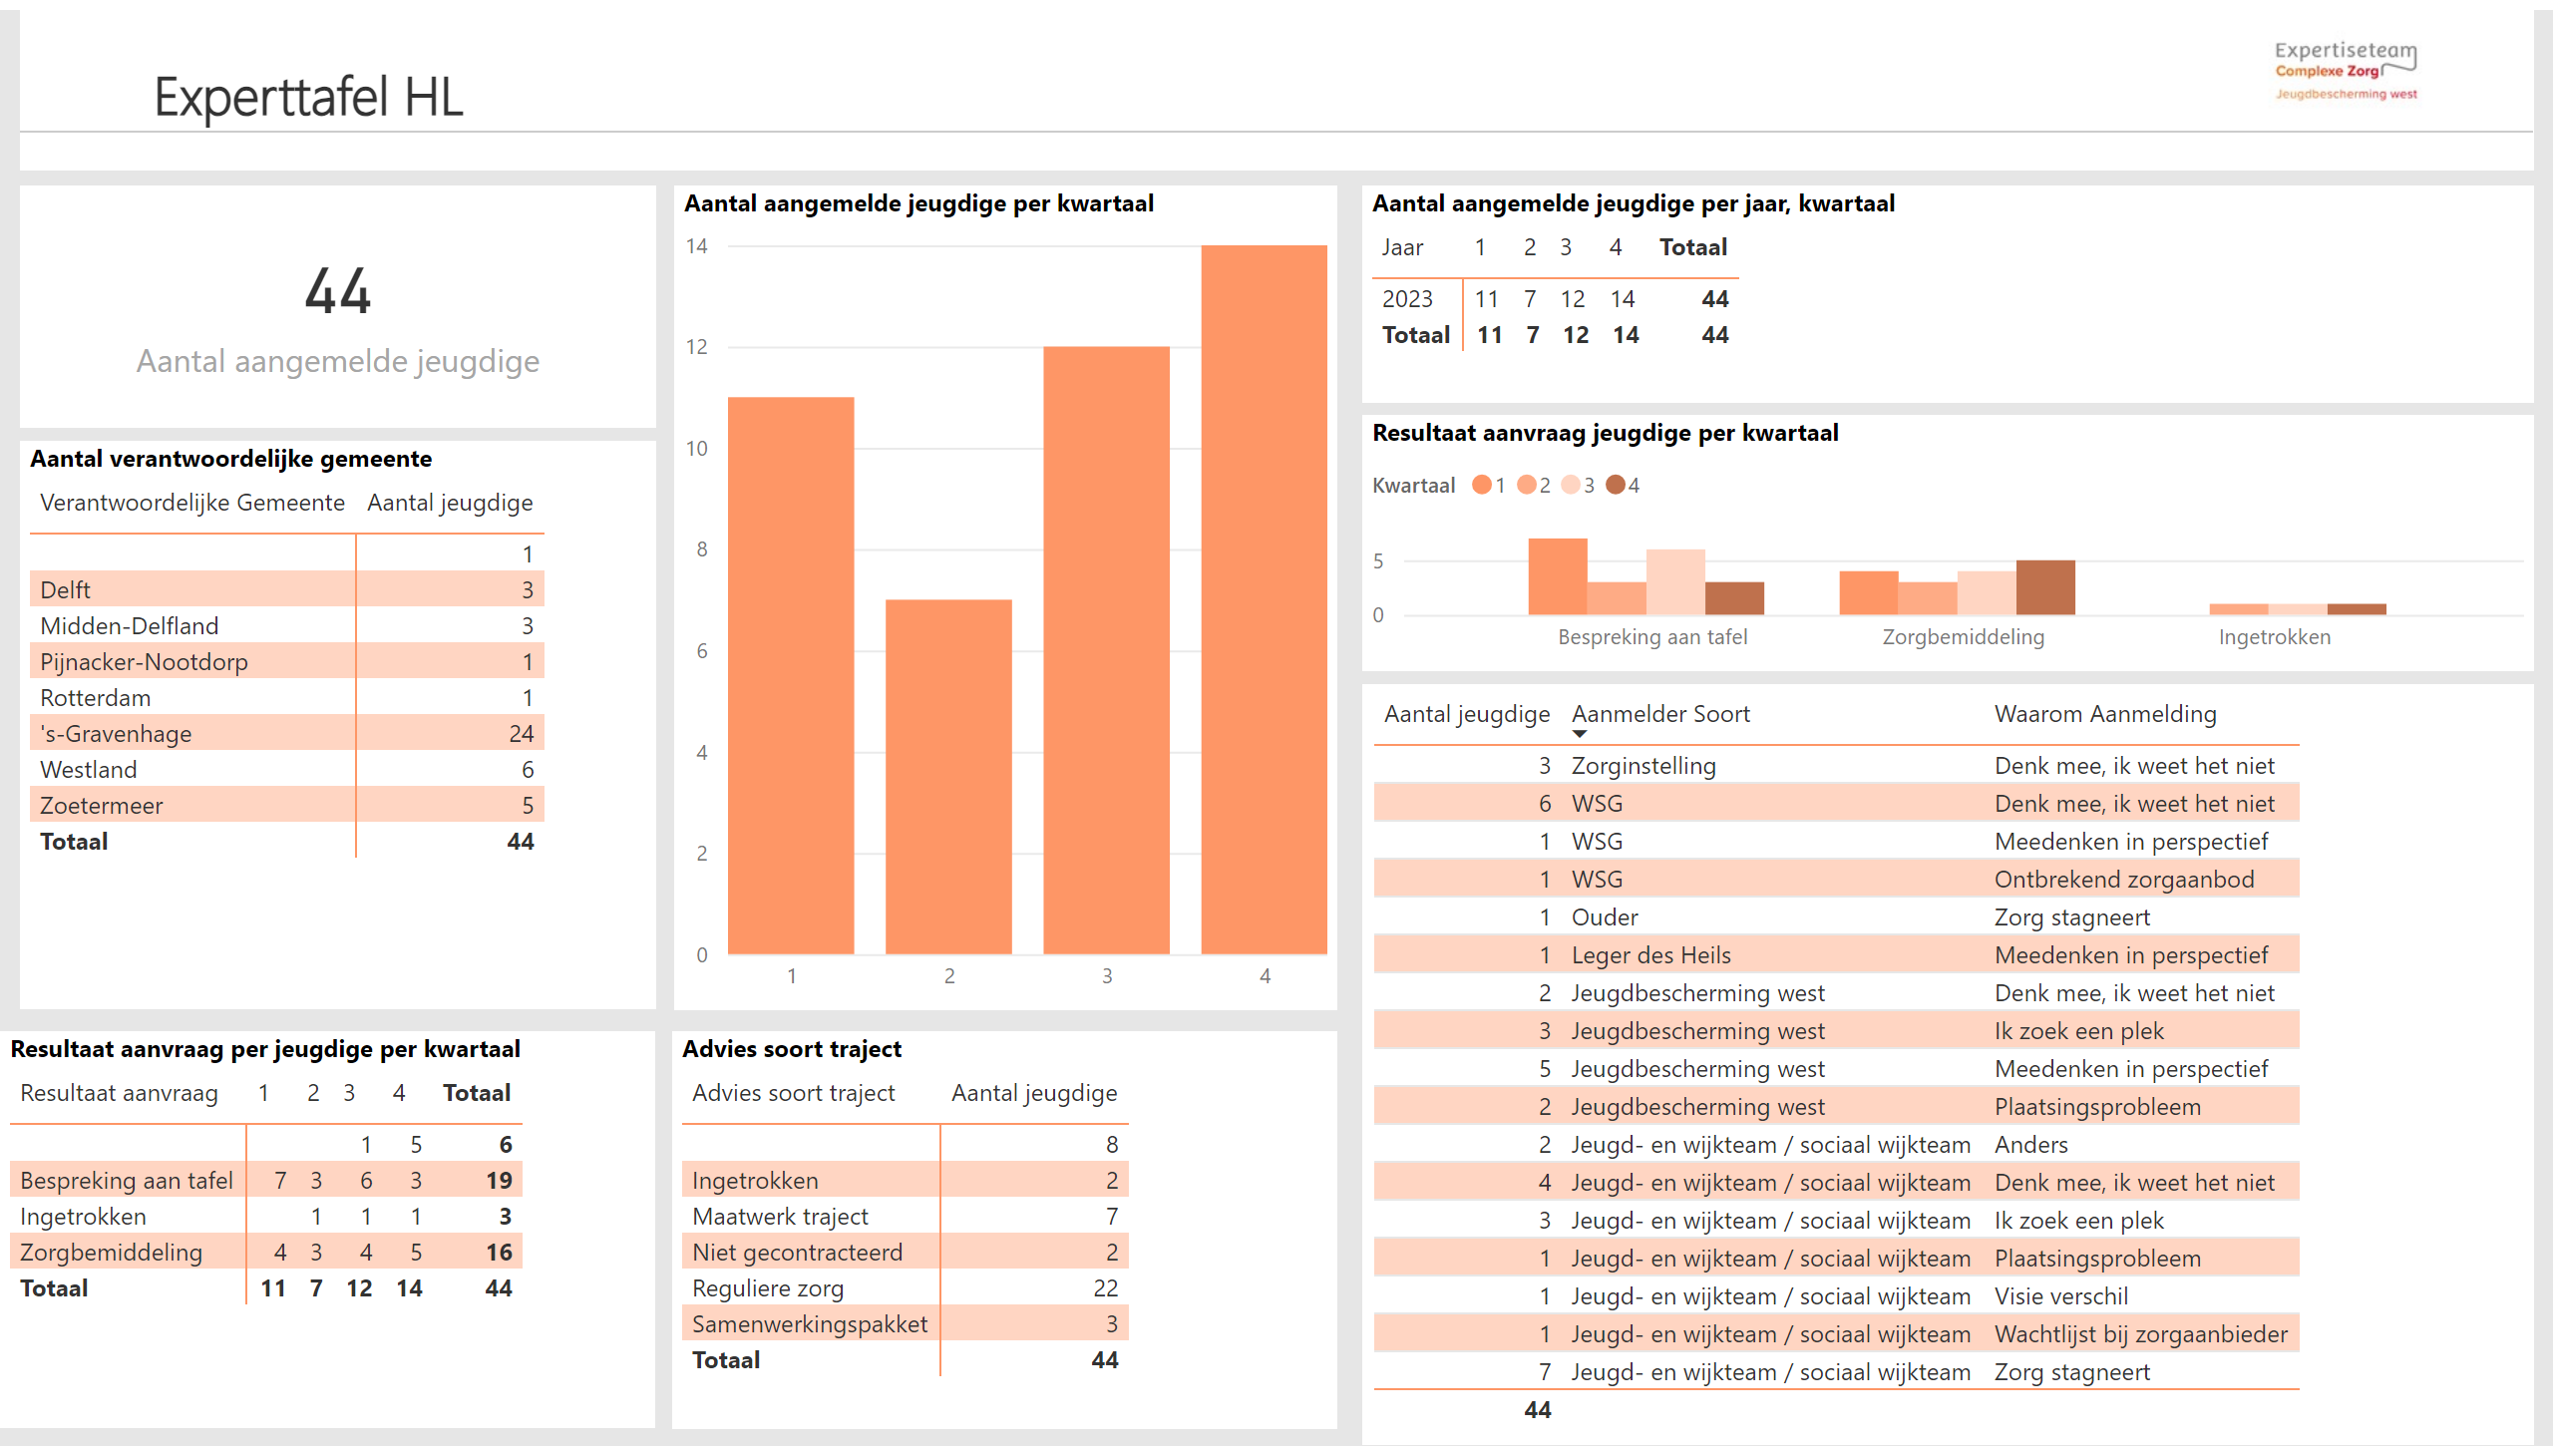 Experttafel HL
Expertiseteam
Complexe Zorg
Jeugdbescherming west
44
Aantal aangemelde jeugdige
Aantal verantwoordelijke gemeente
Verantwoordelijke Gemeente Aantal jeugdige
1
Delft 3
Midden-Delfland 3
Pijnacker-Nootdorp 1
Rotterdam 1
's-Gravenhage 24
Westland 6
Zoetermeer 5
Totaal 44
Aantal aangemelde jeugdige per kwartaal
14
12
10
8
6
4
2
0
1 2 3 4
Aantal aangemelde jeugdige per jaar, kwartaal
Jaar 1 2 3 4 Totaal
2023 11 7 12 14 44
Totaal 11 7 12 14 44
Resultaat aanvraag jeugdige per kwartaal
Kwartaal 1 2 3 4
5
0
Bespreking aan tafel Zorgbemiddeling Ingetrokken
Resultaat aanvraag per jeugdige per kwartaal
Resultaat aanvraag 1 2 3 4 Totaal
1 5 6
Bespreking aan tafel 7 3 6 3 19
Ingetrokken 1 1 1 3
Zorgbemiddeling 4 3 4 5 16
Totaal 11 7 12 14 44
Advies soort traject
Advies soort traject Aantal jeugdige
8
Ingetrokken 2
Maatwerk traject 7
Niet gecontracteerd 2
Reguliere zorg 22
Samenwerkingspakket 3
Totaal 44
Aantal jeugdige Aanmelder Soort Waarom Aanmelding
3 Zorginstelling Denk mee, ik weet het niet
6 WSG Denk mee, ik weet het niet
1 WSG Meedenken in perspectief
1 WSG Ontbrekend zorgaanbod
1 Ouder Zorg stagneert
1 Leger des Heils Meedenken in perspectief
2 Jeugdbescherming west Denk mee, ik weet het niet
3 Jeugdbescherming west Ik zoek een plek
5 Jeugdbescherming west Meedenken in perspectief
2 Jeugdbescherming west Plaatsingsprobleem
2 Jeugd- en wijkteam / sociaal wijkteam Anders
4 Jeugd- en wijkteam / sociaal wijkteam Denk mee, ik weet het niet
3 Jeugd- en wijkteam / sociaal wijkteam Ik zoek een plek
1 Jeugd- en wijkteam / sociaal wijkteam Plaatsingsprobleem
1 Jeugd- en wijkteam / sociaal wijkteam Visie verschil
1 Jeugd- en wijkteam / sociaal wijkteam Wachtlijst bij zorgaanbieder
7 Jeugd- en wijkteam / sociaal wijkteam Zorg stagneert
44